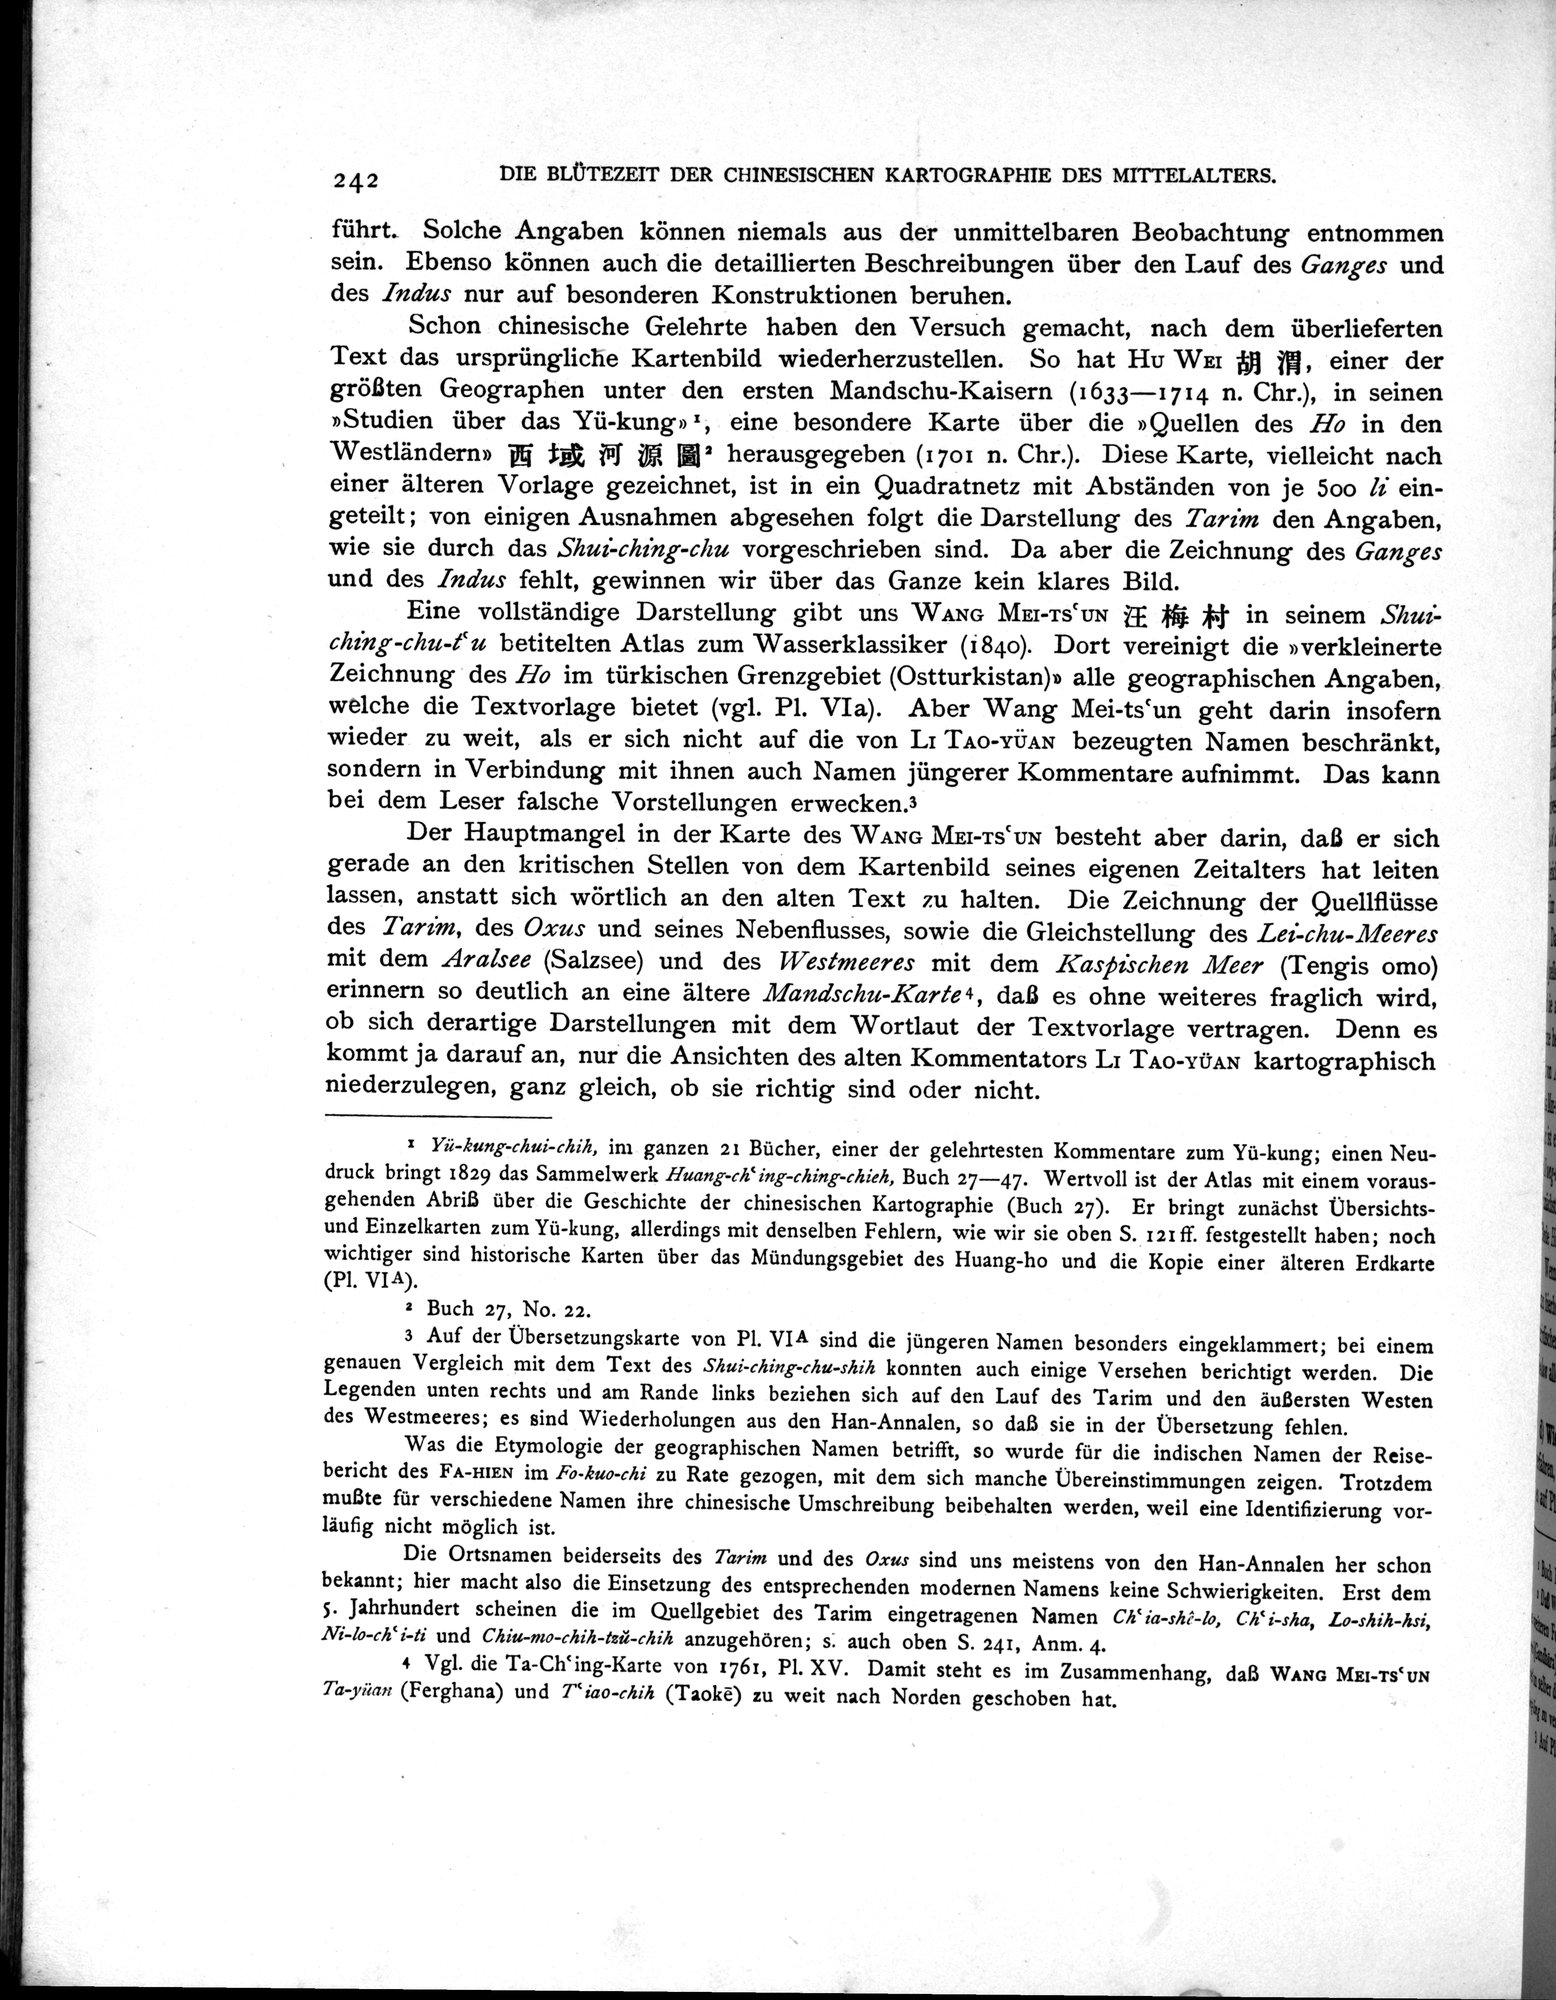 242 DIE BLÜTEZEIT DER CHINESISCHEN KARTOGRAPHIE DES MITTELALTERS.
führt. Solche Angaben können niemals aus der unmittelbaren Beobachtung entnommen
sein. Ebenso können auch die detaillierten Beschreibungen über den Lauf des Ganges und
des Indus nur auf besonderen Konstruktionen beruhen.
Schon chinesische Gelehrte haben den Versuch gemacht, nach dem überlieferten
Text das ursprüngliche Kartenbild wiederherzustellen. So hat HU WEI 胡 渭, einer der
größten Geographen unter den ersten Mandschu-Kaisern (1633—1714 n. Chr.), in seinen
»Studien über das Yü-kung»¹, eine besondere Karte über die »Quellen des Ho in den
Westländern» 西 域 河 源 圖² herausgegeben (1701 n. Chr.). Diese Karte, vielleicht nach
einer älteren Vorlage gezeichnet, ist in ein Quadratnetz mit Abständen von je 500 li ein-
geteilt; von einigen Ausnahmen abgesehen folgt die Darstellung des Tarim den Angaben,
wie sie durch das Shui-ching-chu vorgeschrieben sind. Da aber die Zeichnung des Ganges
und des Indus fehlt, gewinnen wir über das Ganze kein klares Bild.
Eine vollständige Darstellung gibt uns WANG MEI-TSʿUN 汪 梅 村 in seinem Shui-
ching-chu-tʿu betitelten Atlas zum Wasserklassiker (1840). Dort vereinigt die »verkleinerte
Zeichnung des Ho im türkischen Grenzgebiet (Ostturkistan)» alle geographischen Angaben,
welche die Textvorlage bietet (vgl. Pl. VIa). Aber Wang Mei-tsʿun geht darin insofern
wieder zu weit, als er sich nicht auf die von LI TAO-YÜAN bezeugten Namen beschränkt,
sondern in Verbindung mit ihnen auch Namen jüngerer Kommentare aufnimmt. Das kann
bei dem Leser falsche Vorstellungen erwecken.³
Der Hauptmangel in der Karte des WANG MEI-TSʿUN besteht aber darin, daß er sich
gerade an den kritischen Stellen von dem Kartenbild seines eigenen Zeitalters hat leiten
lassen, anstatt sich wörtlich an den alten Text zu halten. Die Zeichnung der Quellflüsse
des Tarim, des Oxus und seines Nebenflusses, sowie die Gleichstellung des Lei-chu-Meeres
mit dem Aralsee (Salzsee) und des Westmeeres mit dem Kaspischen Meer (Tengis omo)
erinnern so deutlich an eine ältere Mandschu-Karte⁴, daß es ohne weiteres fraglich wird,
ob sich derartige Darstellungen mit dem Wortlaut der Textvorlage vertragen. Denn es
kommt ja darauf an, nur die Ansichten des alten Kommentators LI TAO-YÜAN kartographisch
niederzulegen, ganz gleich, ob sie richtig sind oder nicht.
¹ Yü-kung-chui-chih, im ganzen 21 Bücher, einer der gelehrtesten Kommentare zum Yü-kung; einen Neu-
druck bringt 1829 das Sammelwerk Huang-chʿing-ching-chieh, Buch 27—47. Wertvoll ist der Atlas mit einem voraus-
gehenden Abriß über die Geschichte der chinesischen Kartographie (Buch 27). Er bringt zunächst Übersichts-
und Einzelkarten zum Yü-kung, allerdings mit denselben Fehlern, wie wir sie oben S. 121 ff. festgestellt haben; noch
wichtiger sind historische Karten über das Mündungsgebiet des Huang-ho und die Kopie einer älteren Erdkarte
(Pl. VIA).
² Buch 27, No. 22.
³ Auf der Übersetzungskarte von Pl. VIA sind die jüngeren Namen besonders eingeklammert; bei einem
genauen Vergleich mit dem Text des Shui-ching-chu-shih konnten auch einige Versehen berichtigt werden. Die
Legenden unten rechts und am Rande links beziehen sich auf den Lauf des Tarim und den äußersten Westen
des Westmeeres; es sind Wiederholungen aus den Han-Annalen, so daß sie in der Übersetzung fehlen.
Was die Etymologie der geographischen Namen betrifft, so wurde für die indischen Namen der Reise-
bericht des FA-HIEN im Fo-kuo-chi zu Rate gezogen, mit dem sich manche Übereinstimmungen zeigen. Trotzdem
mußte für verschiedene Namen ihre chinesische Umschreibung beibehalten werden, weil eine Identifizierung vor-
läufig nicht möglich ist.
Die Ortsnamen beiderseits des Tarim und des Oxus sind uns meistens von den Han-Annalen her schon
bekannt; hier macht also die Einsetzung des entsprechenden modernen Namens keine Schwierigkeiten. Erst dem
5. Jahrhundert scheinen die im Quellgebiet des Tarim eingetragenen Namen Chʿia-shê-lo, Chʿi-sha, Lo-shih-hsi,
Ni-lo-chʿi-ti und Chiu-mo-chih-tzŭ-chih anzugehören; s. auch oben S. 241, Anm. 4.
⁴ Vgl. die Ta-Chʿing-Karte von 1761, Pl. XV. Damit steht es im Zusammenhang, daß WANG MEI-TSʿUN
Ta-yüan (Ferghana) und Tʿiao-chih (Taokē) zu weit nach Norden geschoben hat.